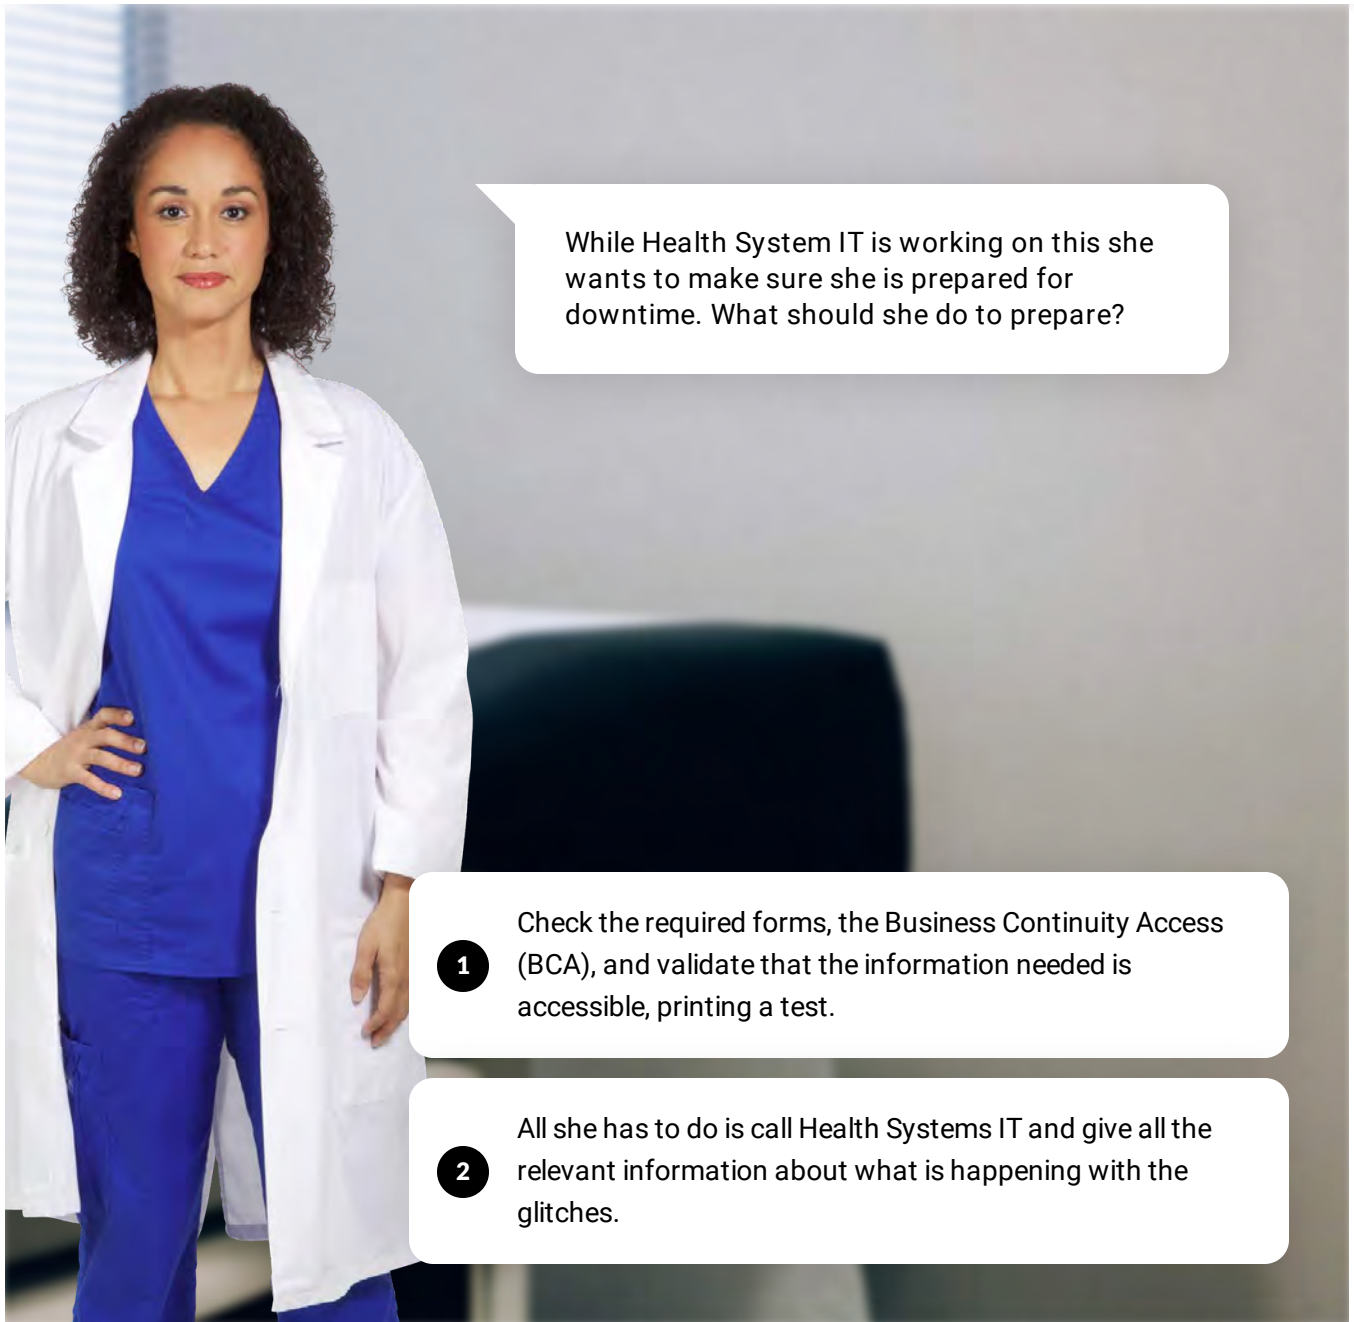 While Health System IT is working on this she
wants to make sure she is prepared for
downtime. What should she do to prepare?
1
Check the required forms, the Business Continuity Access
(BCA), and validate that the information needed is
accessible, printing a test.
2
All she has to do is call Health Systems IT and give all the
relevant information about what is happening with the
glitches.